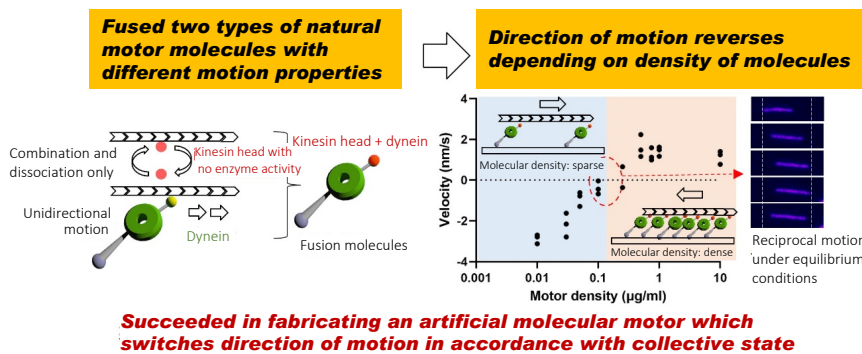 Fused two types of natural
motor molecules with
different motion properties
Direction of motion reverses
depending on density of molecules
Combination and
dissociation only
Kinesin head with
no enzyme activity
Unidirectional
motion
Dynein
Kinesin head + dynein
Fusion molecules
Velocity (nm/s)
4
2
0
-2
-4
Molecular density: sparse
Molecular density: dense
0.001
0.01
0.1
1
10
Motor density (µg/ml)
Reciprocal motion
under equilibrium
conditions
Succeeded in fabricating an artificial molecular motor which
switches direction of motion in accordance with collective state